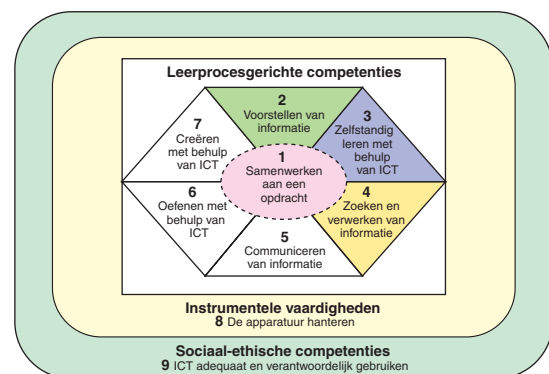 Leerprocesgerichte competenties
1
Samenwerken
aan een
opdracht
2
Voorstellen van
informatie
3
Zelfstandig
leren met
behulp
van ICT
4
Zoeken en
verwerken van
informatie
5
Communiceren
van informatie
6
Oefenen met
behulp van
ICT
7
Creëren
met behulp
van ICT
Instrumentele vaardigheden
8 De apparatuur hanteren
Sociaal-ethische competenties
9 ICT adequaat en verantwoordelijk gebruiken